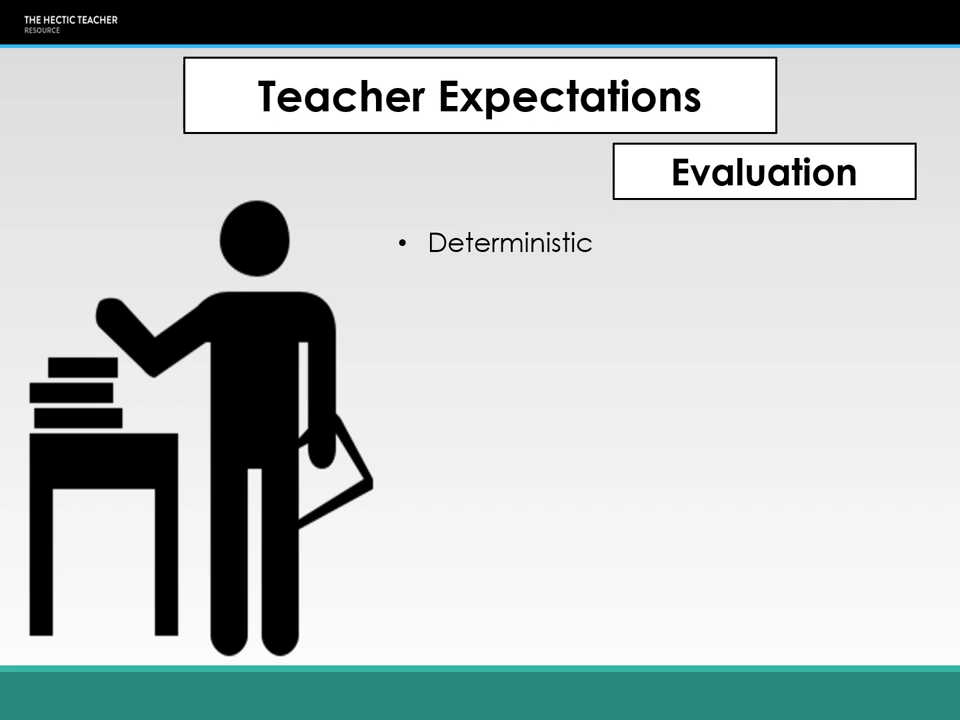 THE HECTIC TEACHER
RESOURCE
Teacher Expectations
Evaluation
• Deterministic